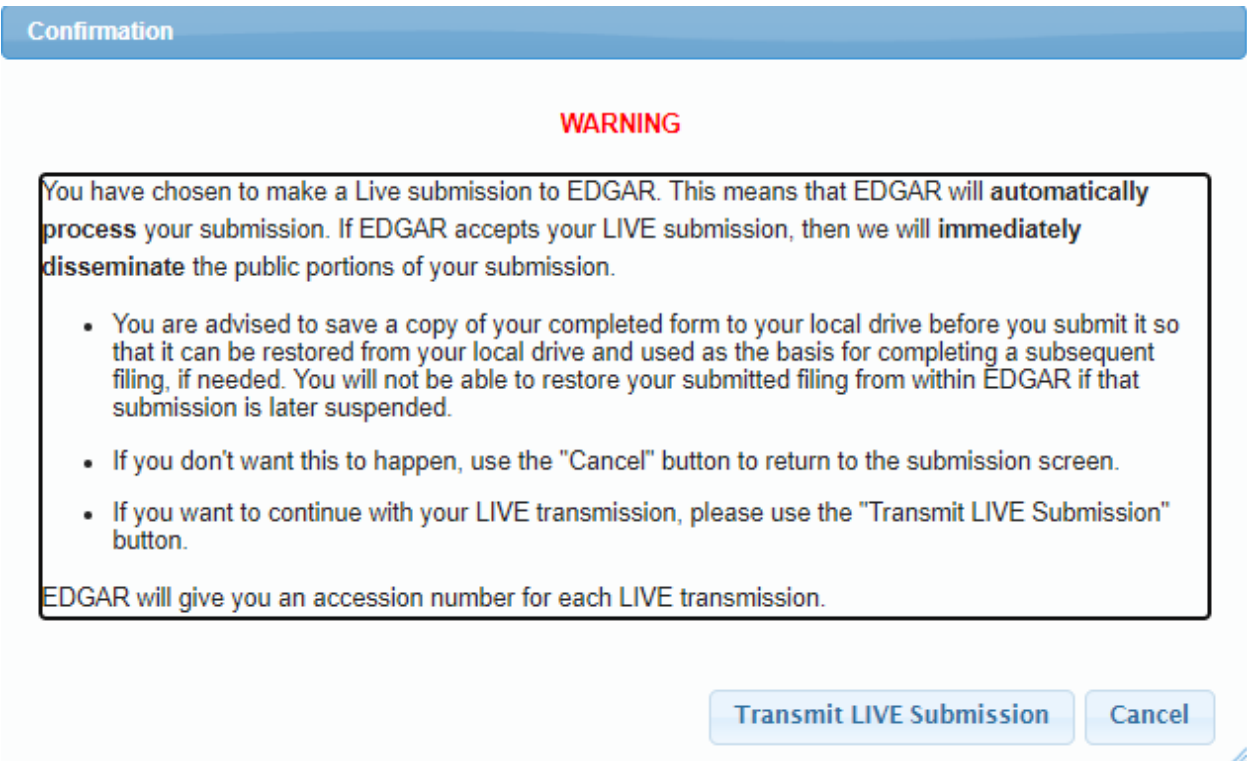 Confirmation
WARNING
You have chosen to make a Live submission to EDGAR. This means that EDGAR will automatically
process your submission. If EDGAR accepts your LIVE submission, then we will immediately
disseminate the public portions of your submission.
• You are advised to save a copy of your completed form to your local drive before you submit it so
that it can be restored from your local drive and used as the basis for completing a subsequent
filing, if needed. You will not be able to restore your submitted filing from within EDGAR if that
submission is later suspended.
• If you don't want this to happen, use the "Cancel" button to return to the submission screen.
• If you want to continue with your LIVE transmission, please use the "Transmit LIVE Submission"
button.
EDGAR will give you an accession number for each LIVE transmission.
Transmit LIVE Submission Cancel